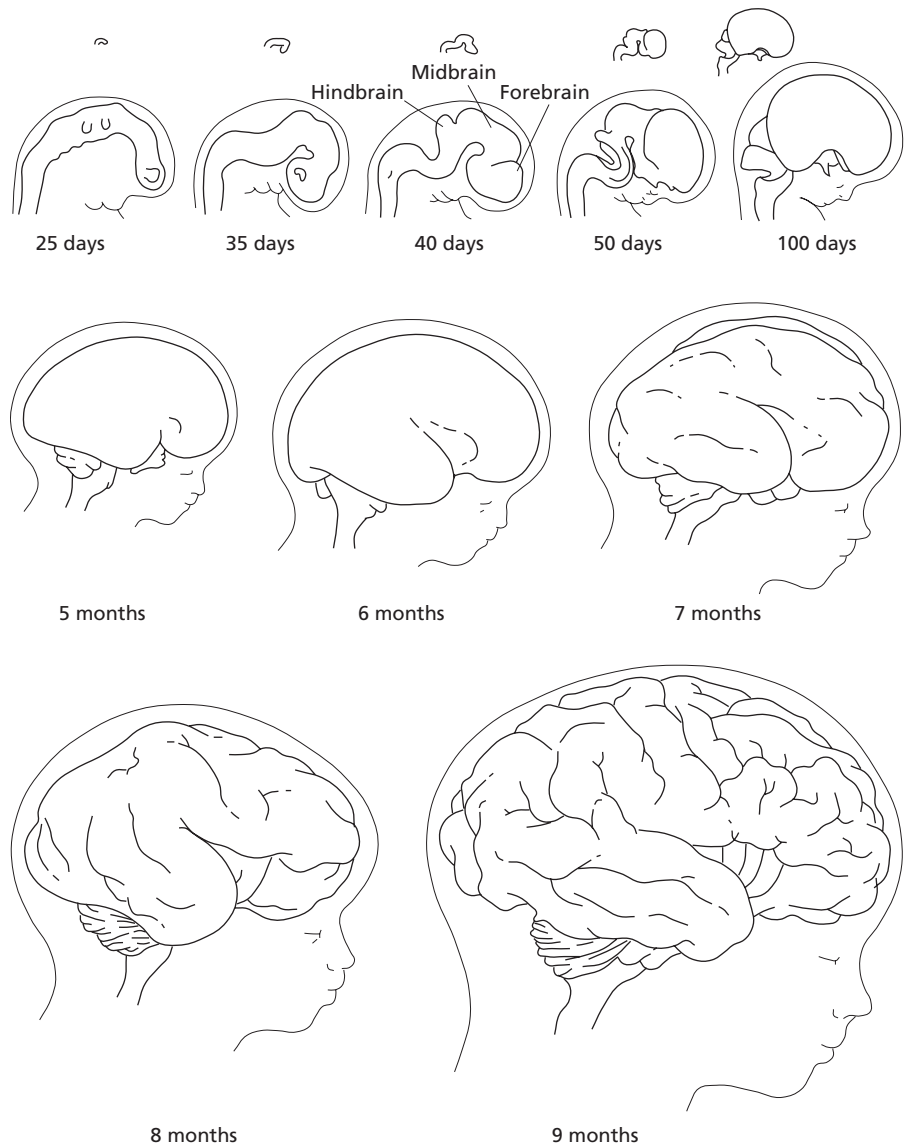 Midbrain
Hindbrain
Forebrain
25 days
35 days
40 days
50 days
100 days
5 months
6 months
7 months
8 months
9 months